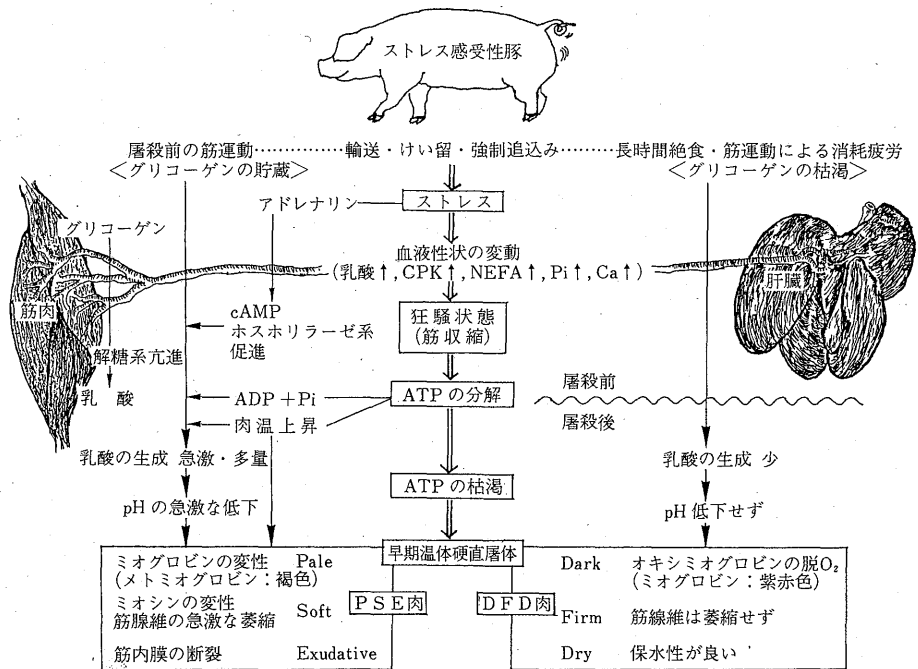 ストレス感受性豚
屠殺前の筋運動……………輸送・けい留・強制追込み………長時間絶食・筋運動による消耗疲労
＜グリコーゲンの貯蔵＞
＜グリコーゲンの枯渇＞
アドレナリン
ストレス
グリコーゲン
血液性状の変動
(乳酸↑, CPK↑, NEFA↑, Pi↑, Ca↑)
肝臓
筋肉
cAMP
ホスホリラーゼ系
促進
狂騒状態
(筋収縮)
解糖系亢進
屠殺前
乳 酸
ADP+Pi
ATPの分解
屠殺後
肉温上昇
乳酸の生成 急激・多量
乳酸の生成 少
ATPの枯渇
pHの急激な低下
pH低下せず
早期温体硬直屠体
ミオグロビンの変性 Pale
(メトミオグロビン：褐色)
Dark オキシミオグロビンの脱O₂
(ミオグロビン：紫赤色)
ミオシンの変性
筋腺維の急激な萎縮
Soft
PSE肉
DFD肉
Firm 筋線維は萎縮せず
筋内膜の断裂 Exudative
Dry 保水性が良い